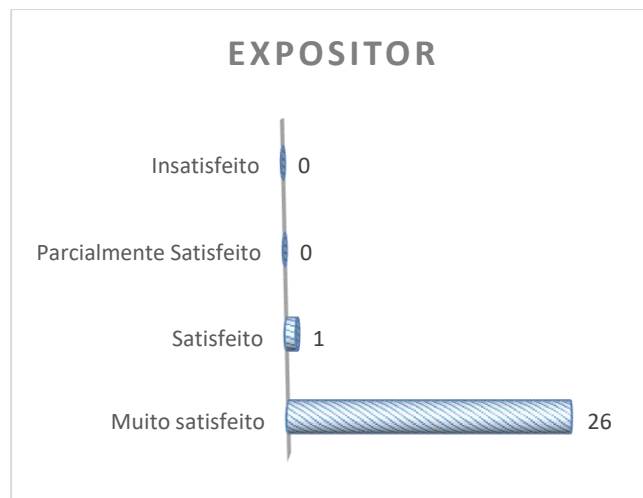 EXPOSITOR
Insatisfeito 0
Parcialmente Satisfeito 0
Satisfeito 1
Muito satisfeito 26